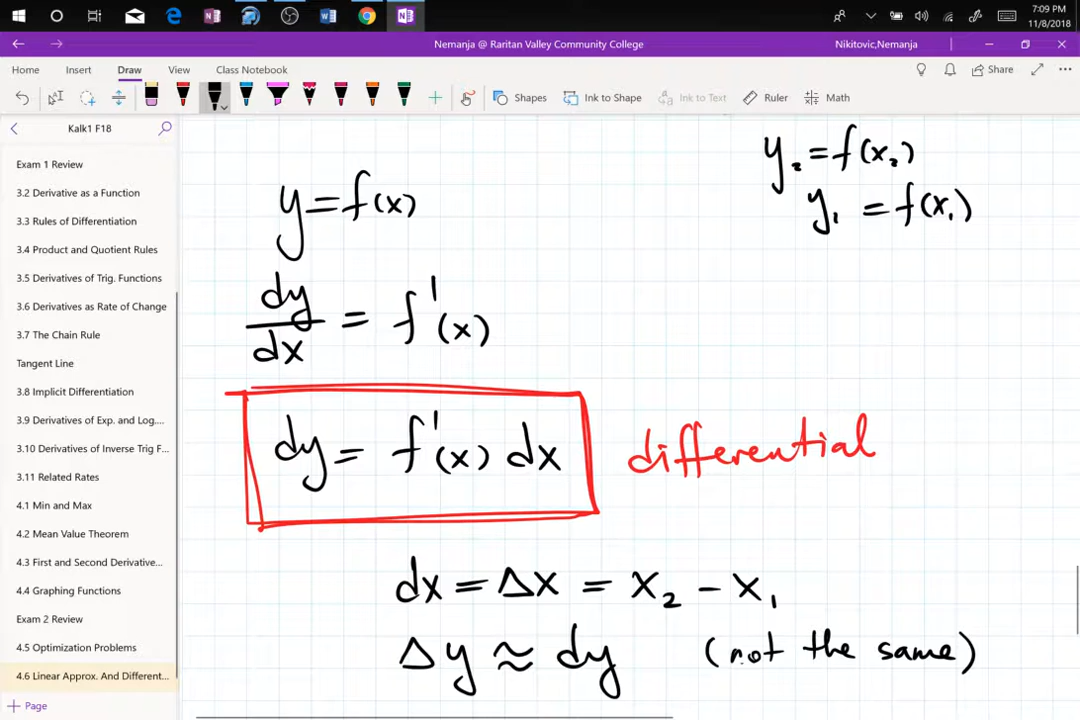 7:09 PM
11/8/2018
Nemanja @ Raritan Valley Community College
Nikitovic,Nemanja
Home Insert Draw View Class Notebook
Share
Shapes Ink to Shape Ink to Text Ruler Math
Kalk1 F18
Exam 1 Review
3.2 Derivative as a Function
3.3 Rules of Differentiation
3.4 Product and Quotient Rules
3.5 Derivatives of Trig. Functions
3.6 Derivatives as Rate of Change
3.7 The Chain Rule
Tangent Line
3.8 Implicit Differentiation
3.9 Derivatives of Exp. and Log....
3.10 Derivatives of Inverse Trig F...
3.11 Related Rates
4.1 Min and Max
4.2 Mean Value Theorem
4.3 First and Second Derivative...
4.4 Graphing Functions
Exam 2 Review
4.5 Optimization Problems
4.6 Linear Approx. And Different...
Page
y₂=f(x₂)
y=f(x)
y₁ =f(x₁)
dy/dx = f'(x)
dy= f'(x) dx differential
dx = Δx = x₂ − x₁
Δy ≈ dy (not the same)